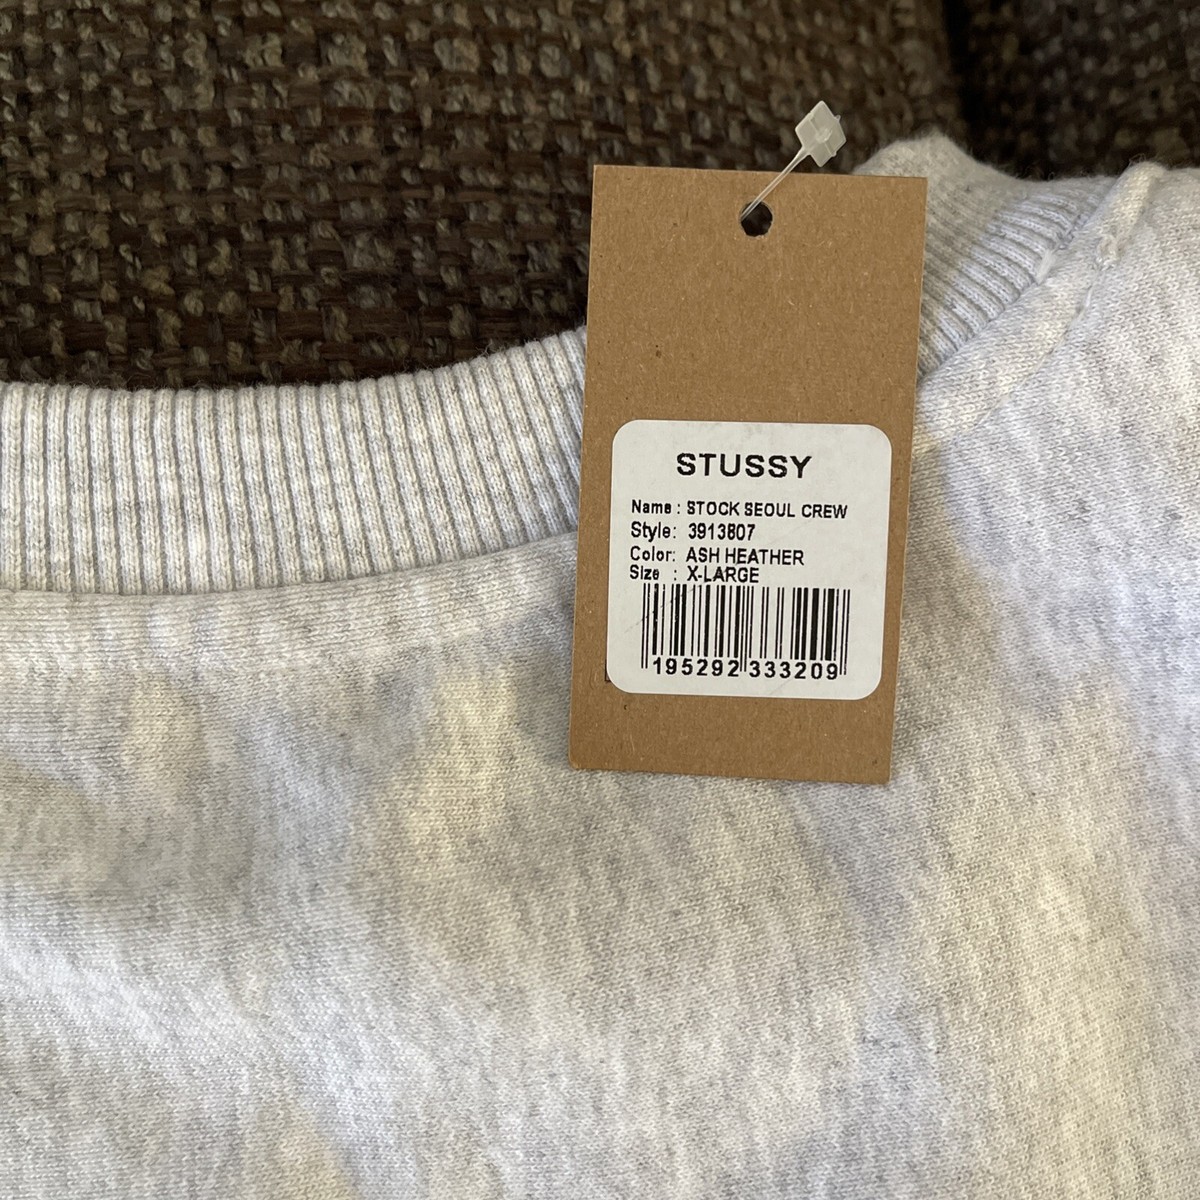 STUSSY
Name : STOCK SEOUL CREW
Style: 3913807
Color: ASH HEATHER
Size : X-LARGE
195292 333209